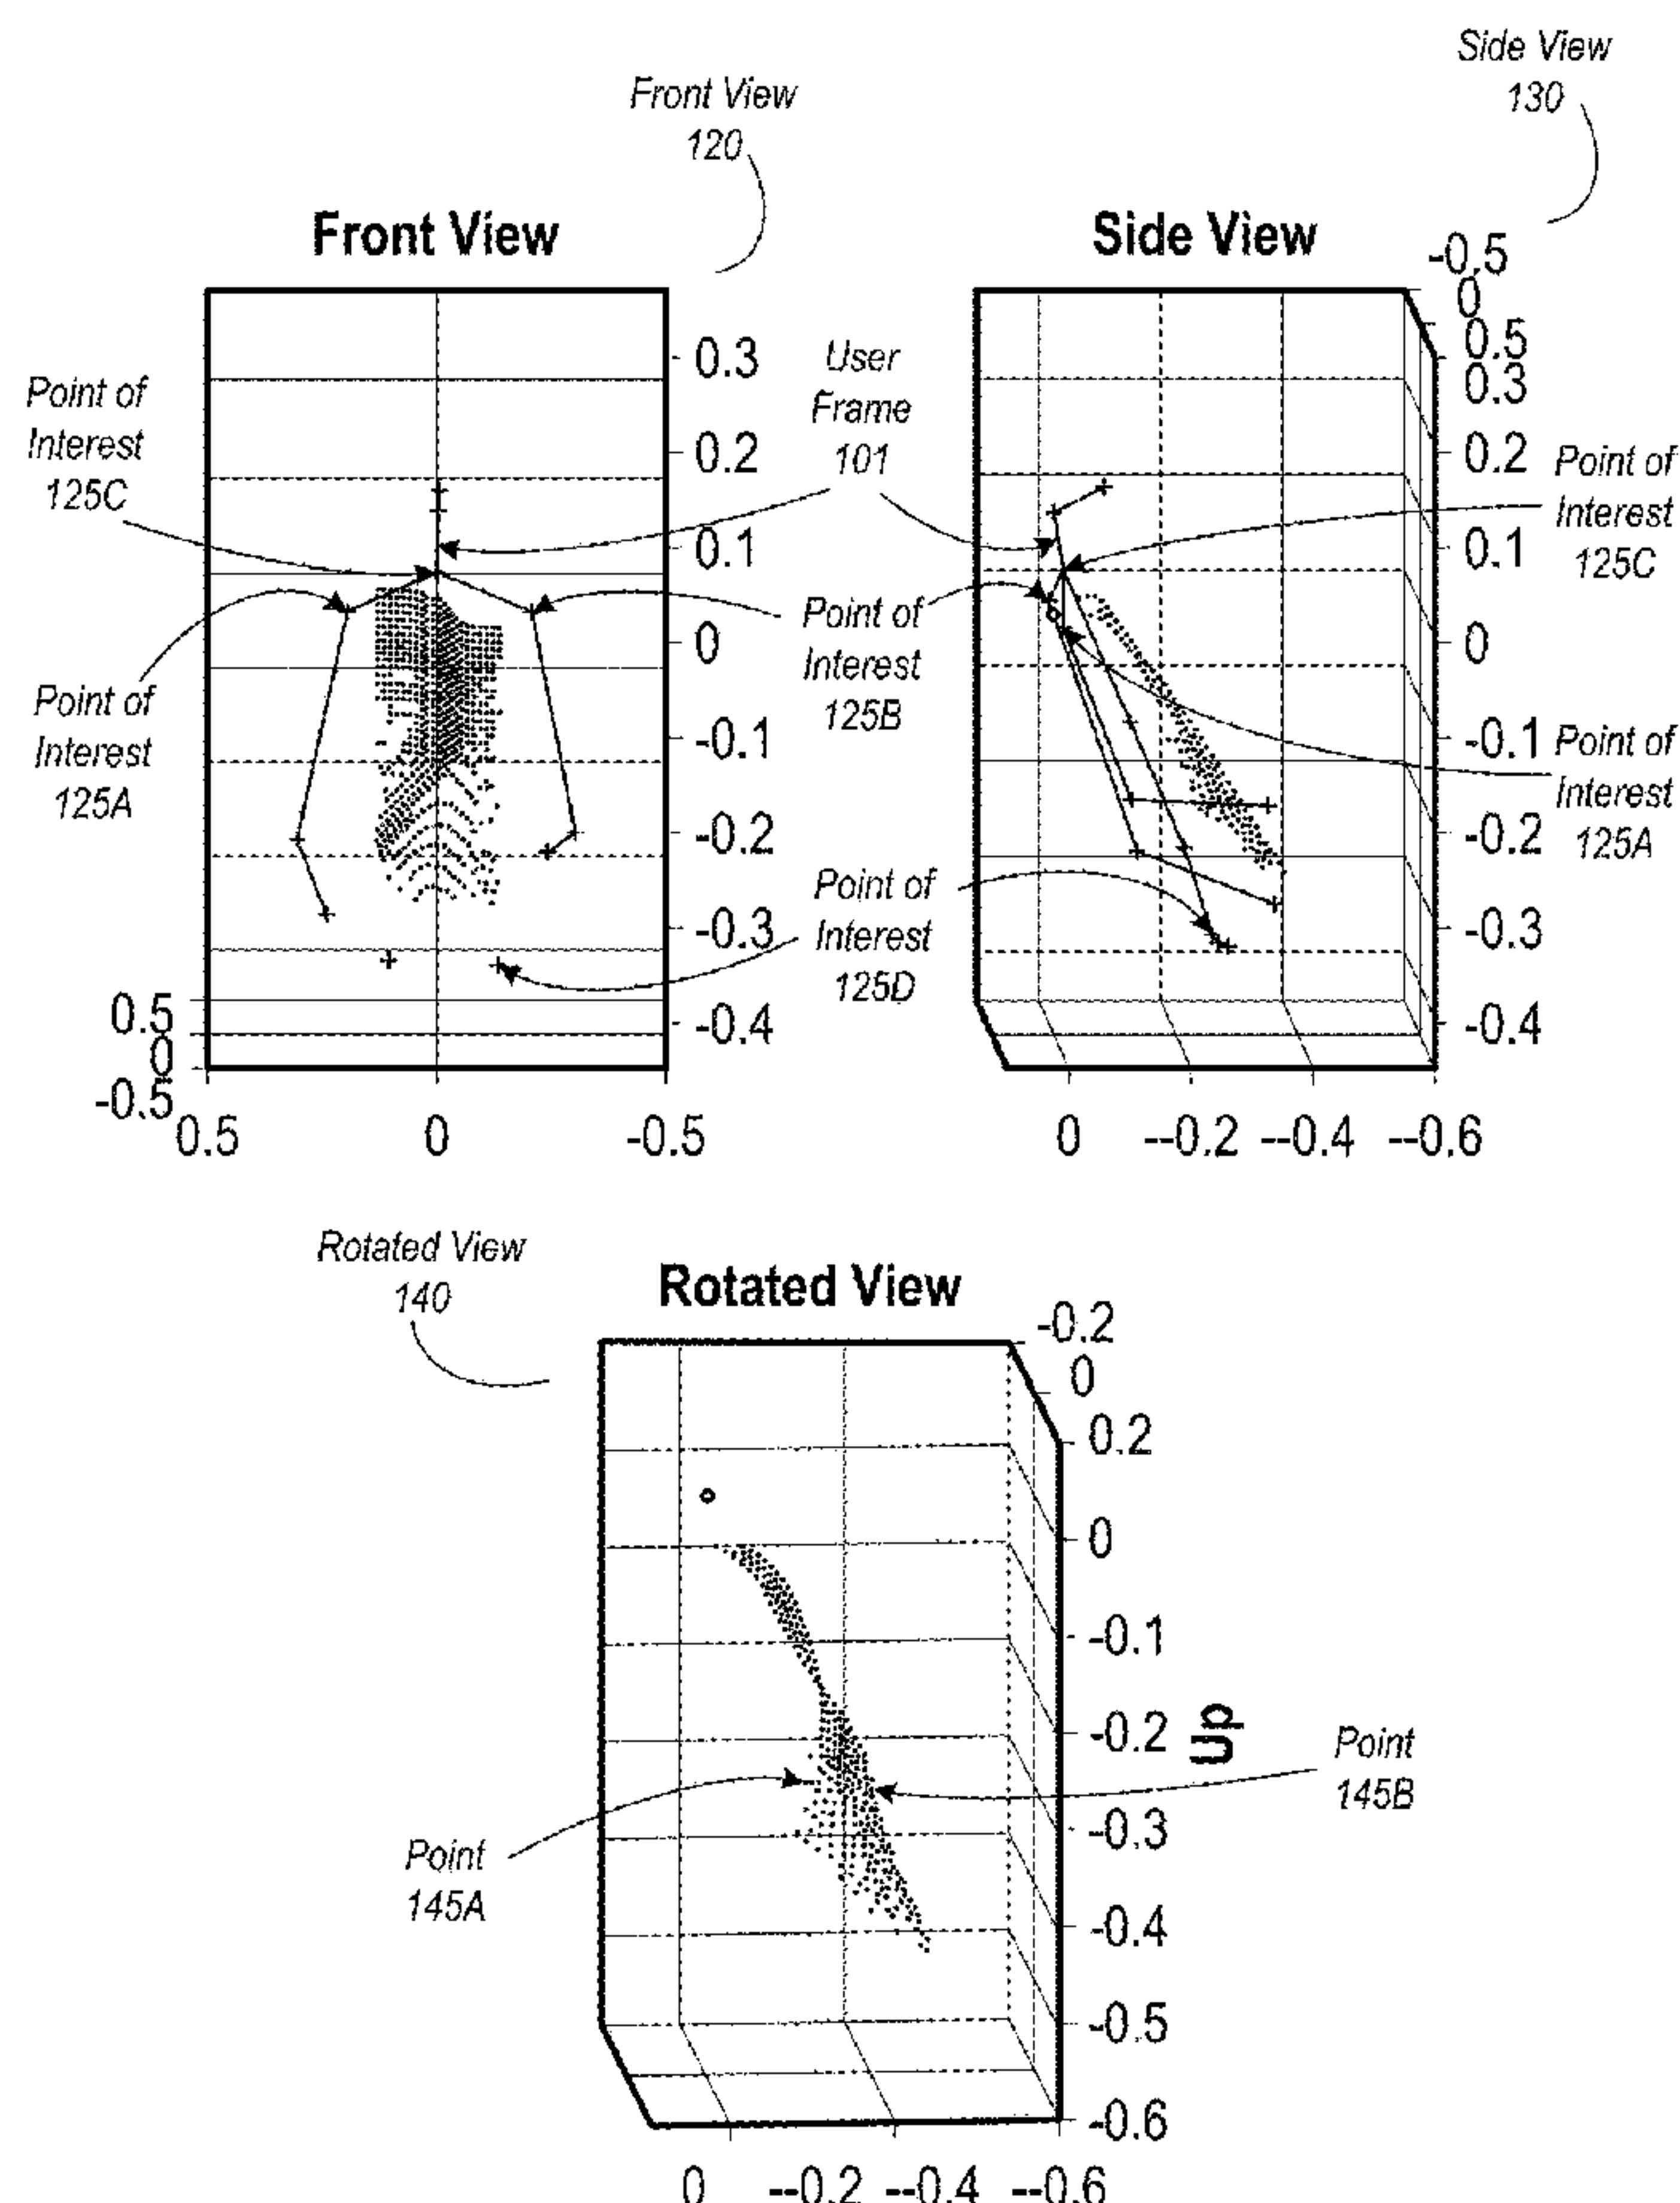 Side View
130
Front View
120
Front View
Side View
-0.5
0
0.5
0.3
0.3
User
Frame
101
Point of
Interest
125C
0.2
0.2
Point of
Interest
125C
0.1
0.1
Point of
Interest
125B
0
0
Point of
Interest
125A
-0.1
-0.1
Point of
Interest
125A
-0.2
-0.2
Point of
Interest
125D
-0.3
-0.3
0.5
0
-0.5
-0.4
-0.4
0.5
0
-0.5
0
--0.2
--0.4
--0.6
Rotated View
140
Rotated View
-0.2
0
0.2
0
-0.1
-0.2
Up
Point
145B
-0.3
Point
145A
-0.4
-0.5
-0.6
0
--0.2
--0.4
--0.6